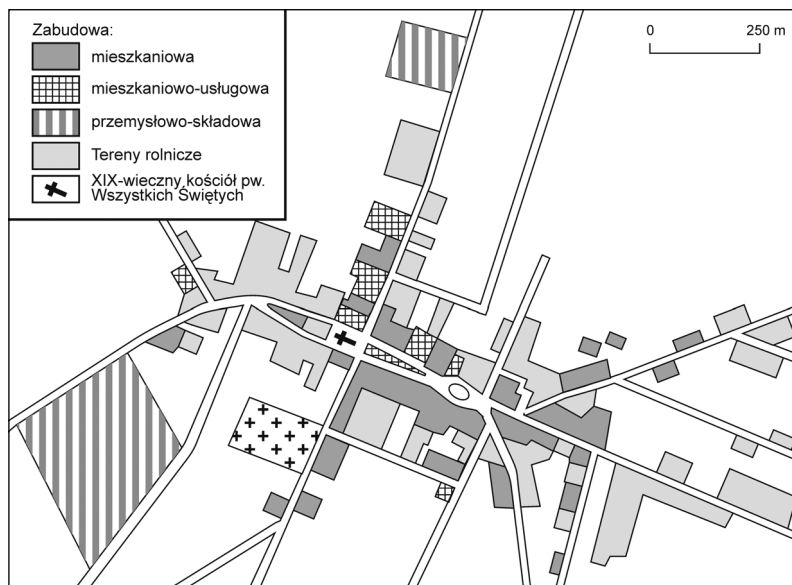 Zabudowa:
mieszkaniowa
mieszkaniowo-usługowa
przemysłowo-składowa
Tereny rolnicze
XIX-wieczny kościół pw.
Wszystkich Świętych
0 250 m